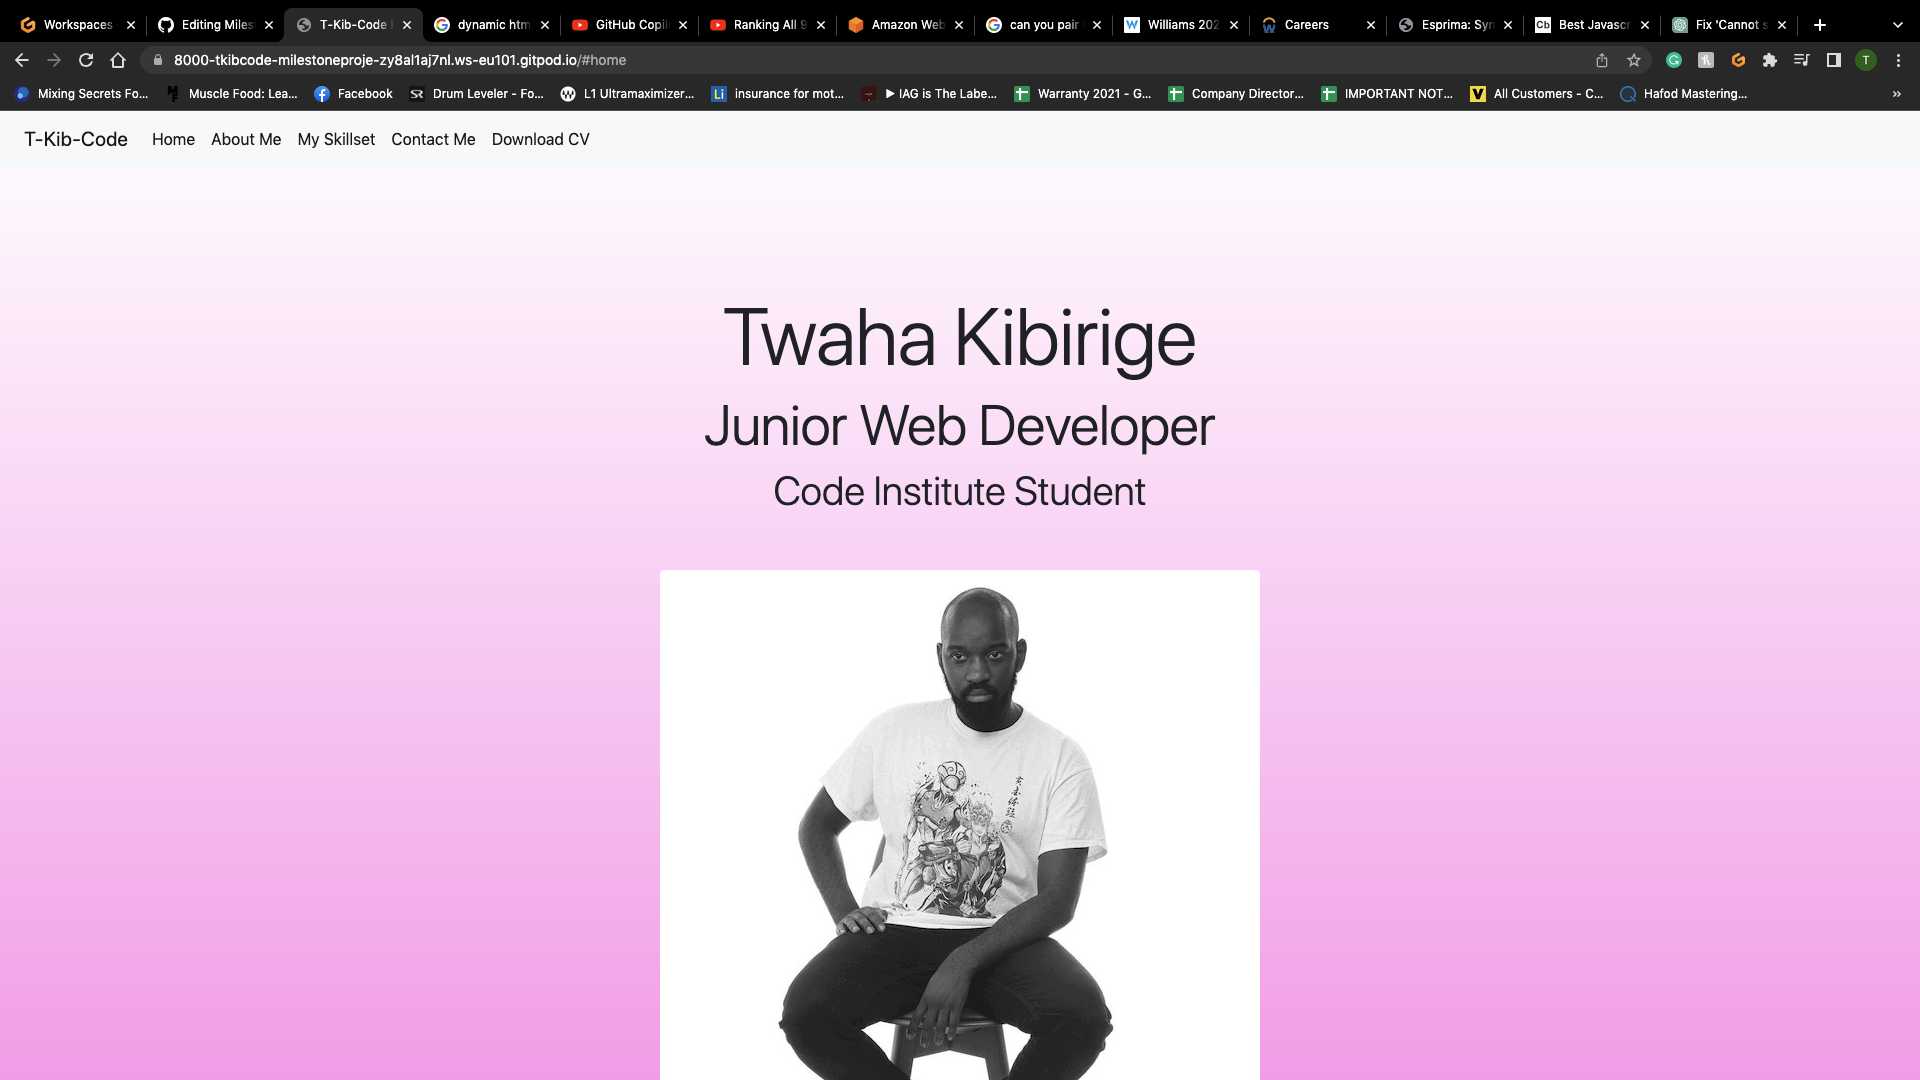 Workspaces
Editing Miles
T-Kib-Code
dynamic htm
GitHub Copil
Ranking All 9
Amazon Web
can you pair
Williams 202
Careers
Esprima: Syn
Best Javascr
Fix 'Cannot s
8000-tkibcode-milestoneproje-zy8al1aj7nl.ws-eu101.gitpod.io/#home
T
Mixing Secrets Fo...
Muscle Food: Lea...
Facebook
Drum Leveler - Fo...
L1 Ultramaximizer...
Li insurance for mot...
IAG is The Labe...
Warranty 2021 - G...
Company Director...
IMPORTANT NOT...
All Customers - C...
Hafod Mastering...
»
T-Kib-Code Home About Me My Skillset Contact Me Download CV
Twaha Kibirige
Junior Web Developer
Code Institute Student